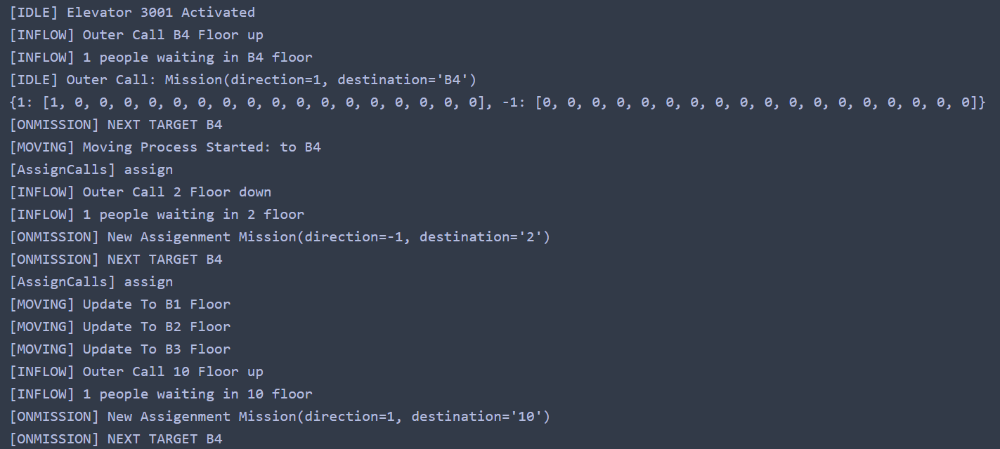 [IDLE] Elevator 3001 Activated
[INFLOW] Outer Call B4 Floor up
[INFLOW] 1 people waiting in B4 floor
[IDLE] Outer Call: Mission(direction=1, destination='B4')
{1: [1, 0, 0, 0, 0, 0, 0, 0, 0, 0, 0, 0, 0, 0, 0, 0, 0, 0], -1: [0, 0, 0, 0, 0, 0, 0, 0, 0, 0, 0, 0, 0, 0, 0, 0, 0, 0]}
[ONMISSION] NEXT TARGET B4
[MOVING] Moving Process Started: to B4
[AssignCalls] assign
[INFLOW] Outer Call 2 Floor down
[INFLOW] 1 people waiting in 2 floor
[ONMISSION] New Assigenment Mission(direction=-1, destination='2')
[ONMISSION] NEXT TARGET B4
[AssignCalls] assign
[MOVING] Update To B1 Floor
[MOVING] Update To B2 Floor
[MOVING] Update To B3 Floor
[INFLOW] Outer Call 10 Floor up
[INFLOW] 1 people waiting in 10 floor
[ONMISSION] New Assigenment Mission(direction=1, destination='10')
[ONMISSION] NEXT TARGET B4